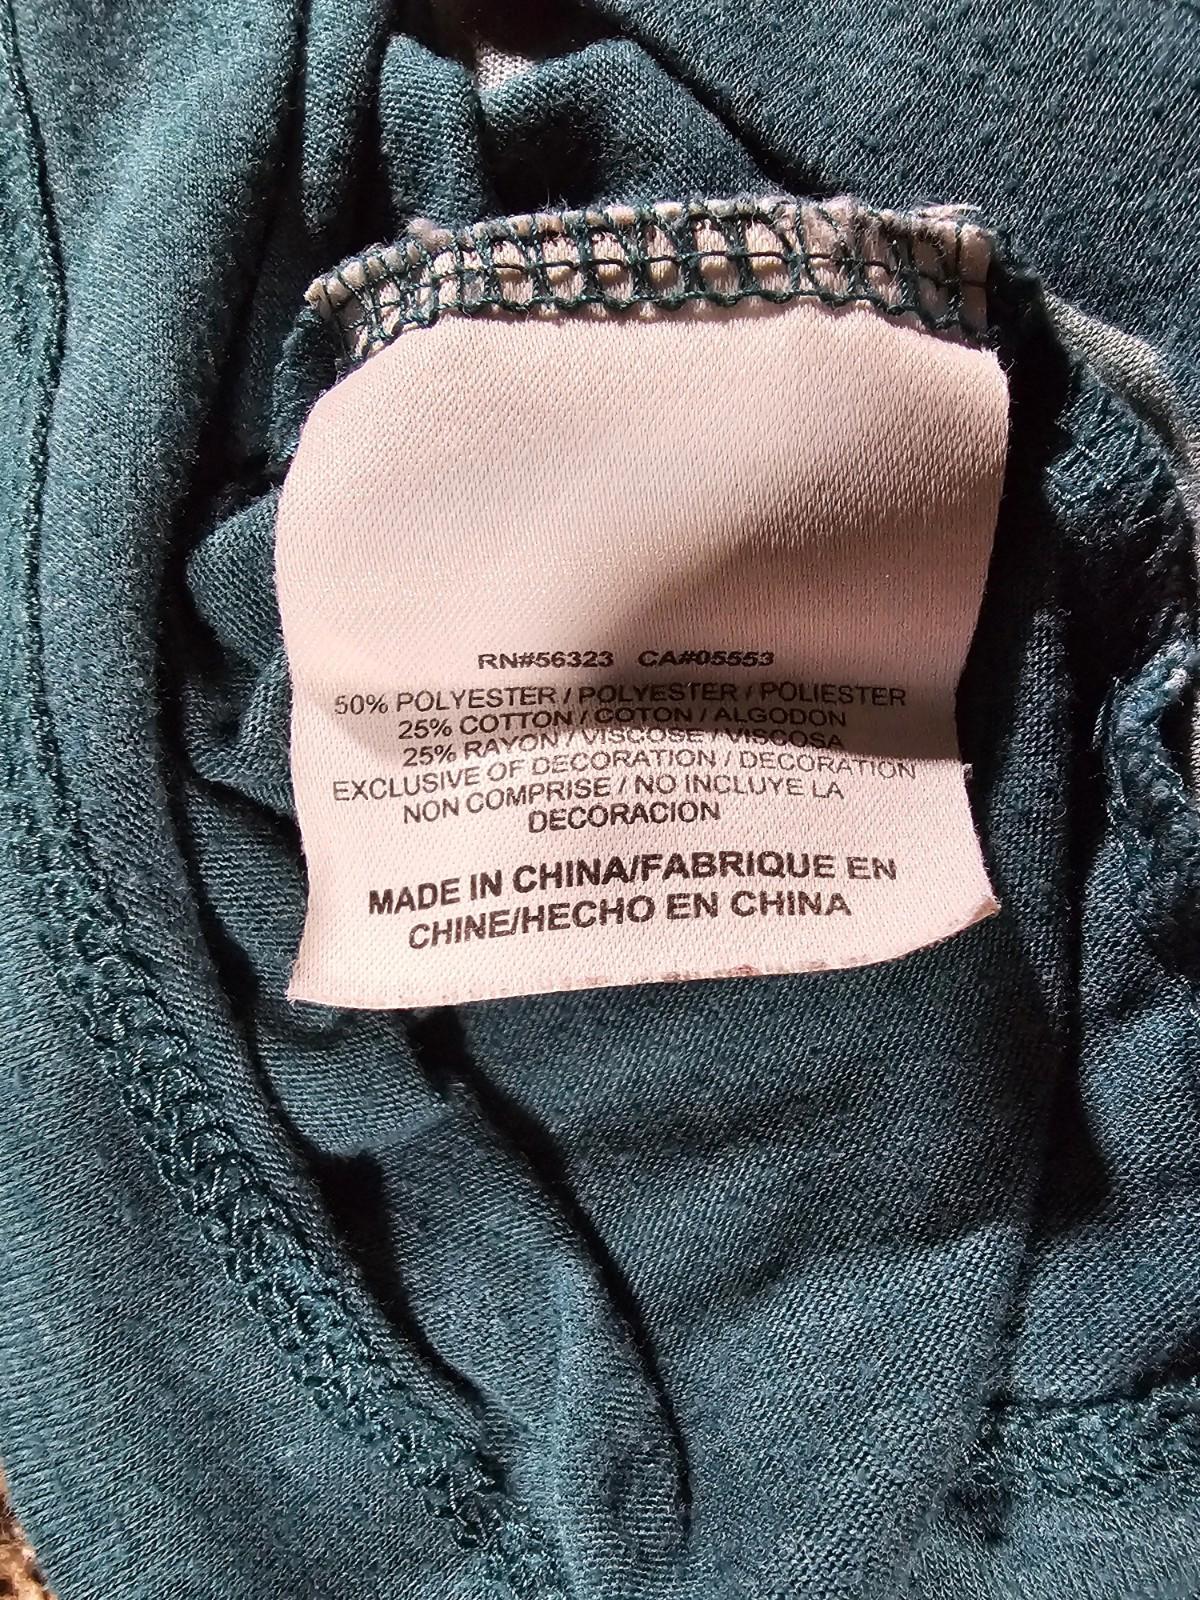 RN#56323 CA#05553
50% POLYESTER / POLYESTER / POLIESTER
25% COTTON / COTON / ALGODON
25% RAYON / VISCOSE / VISCOSA
EXCLUSIVE OF DECORATION / DECORATION
NON COMPRISE / NO INCLUYE LA
DECORACION
MADE IN CHINA/FABRIQUE EN
CHINE/HECHO EN CHINA